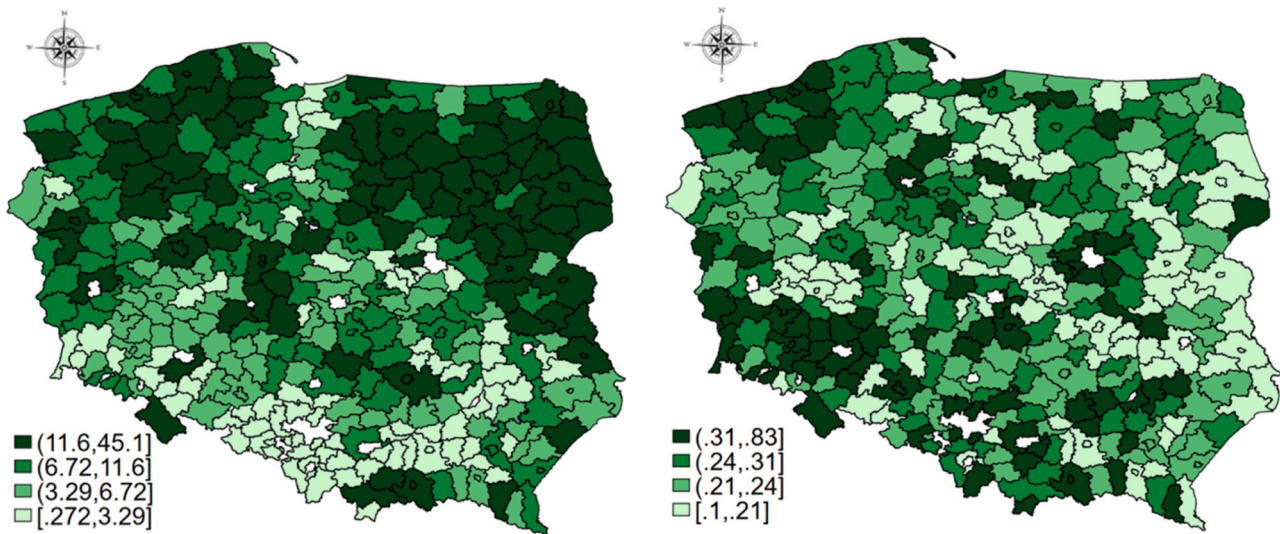 N
W E
S
(11.6,45.1]
(6.72,11.6]
(3.29,6.72]
[.272,3.29]
N
W E
S
(.31,.83]
(.24,.31]
(.21,.24]
[.1,.21]